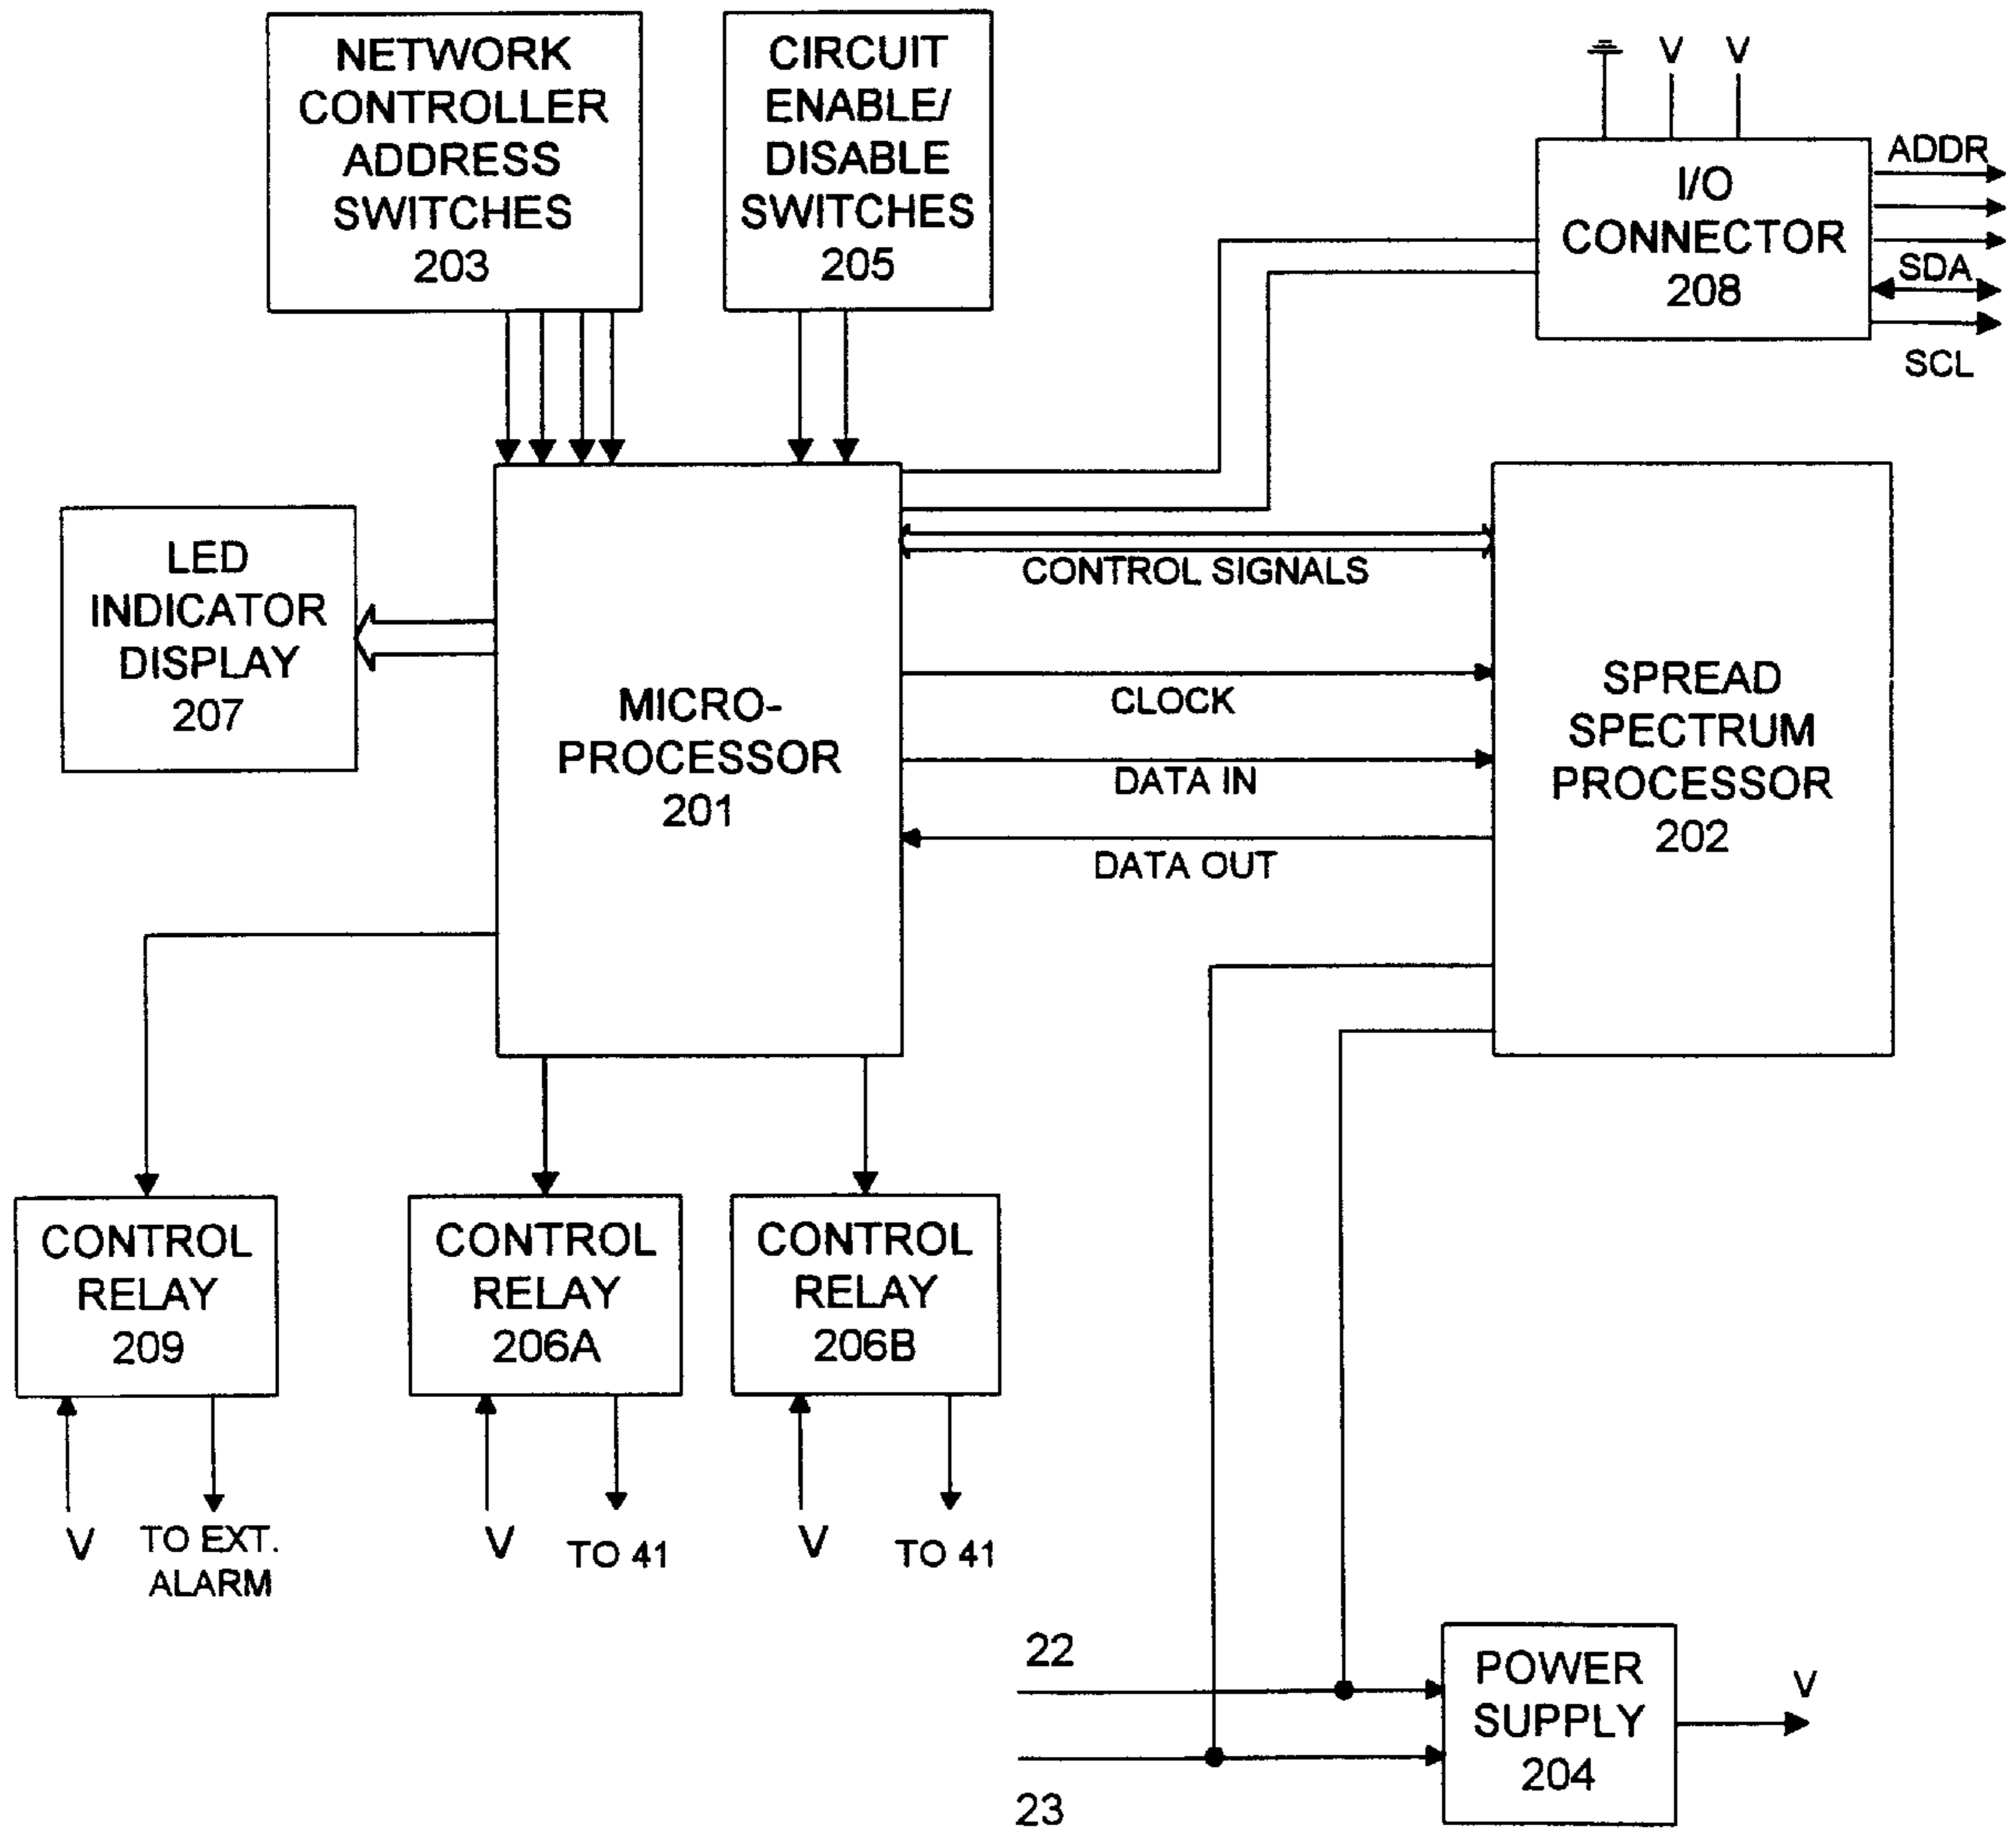 NETWORK
CONTROLLER
ADDRESS
SWITCHES
203
CIRCUIT
ENABLE/
DISABLE
SWITCHES
205
V V
I/O
CONNECTOR
208
ADDR
SDA
SCL
LED
INDICATOR
DISPLAY
207
MICRO-
PROCESSOR
201
CONTROL SIGNALS
CLOCK
DATA IN
DATA OUT
SPREAD
SPECTRUM
PROCESSOR
202
CONTROL
RELAY
209
CONTROL
RELAY
206A
CONTROL
RELAY
206B
V
TO EXT.
ALARM
V
TO 41
V
TO 41
22
23
POWER
SUPPLY
204
V